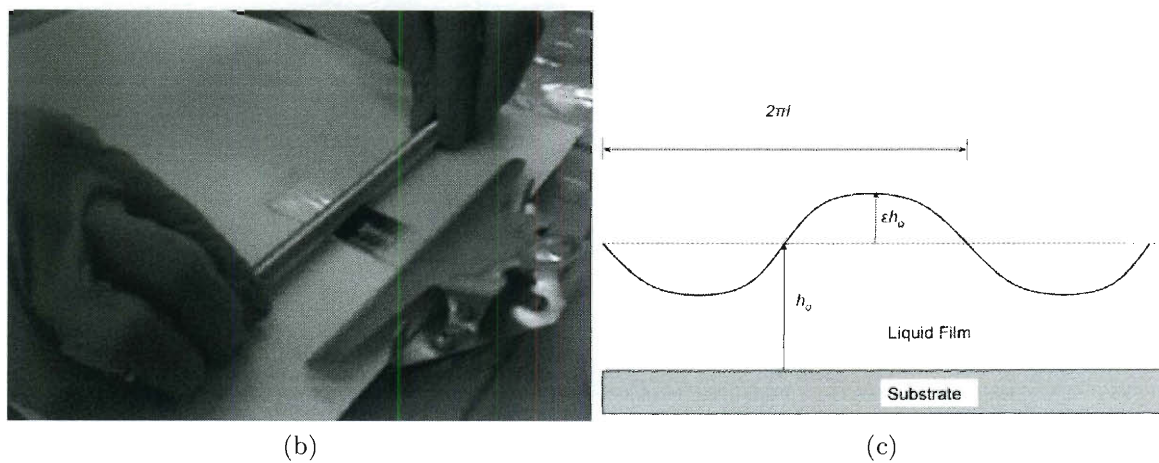 2πl
εh₀
h₀
Liquid Film
Substrate
(b)
(c)